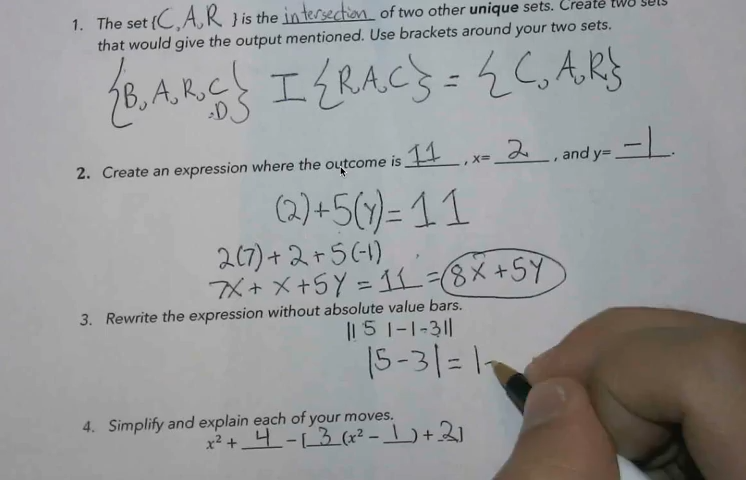 1. The set {C, A, R } is the intersection of two other unique sets. Create two sets
that would give the output mentioned. Use brackets around your two sets.
{B, A, R, C, D} I {R, A, C} = {C, A, R}
2. Create an expression where the outcome is 11, x= 2, and y= -1.
(2)+5(y)=11
2(7)+2+5(-1)
7x+x+5y=11=8x+5y
3. Rewrite the expression without absolute value bars.
||5|-|-3||
|5-3|=|-
4. Simplify and explain each of your moves.
x²+ 4 -[ 3 (x²- 1 )+ 2]